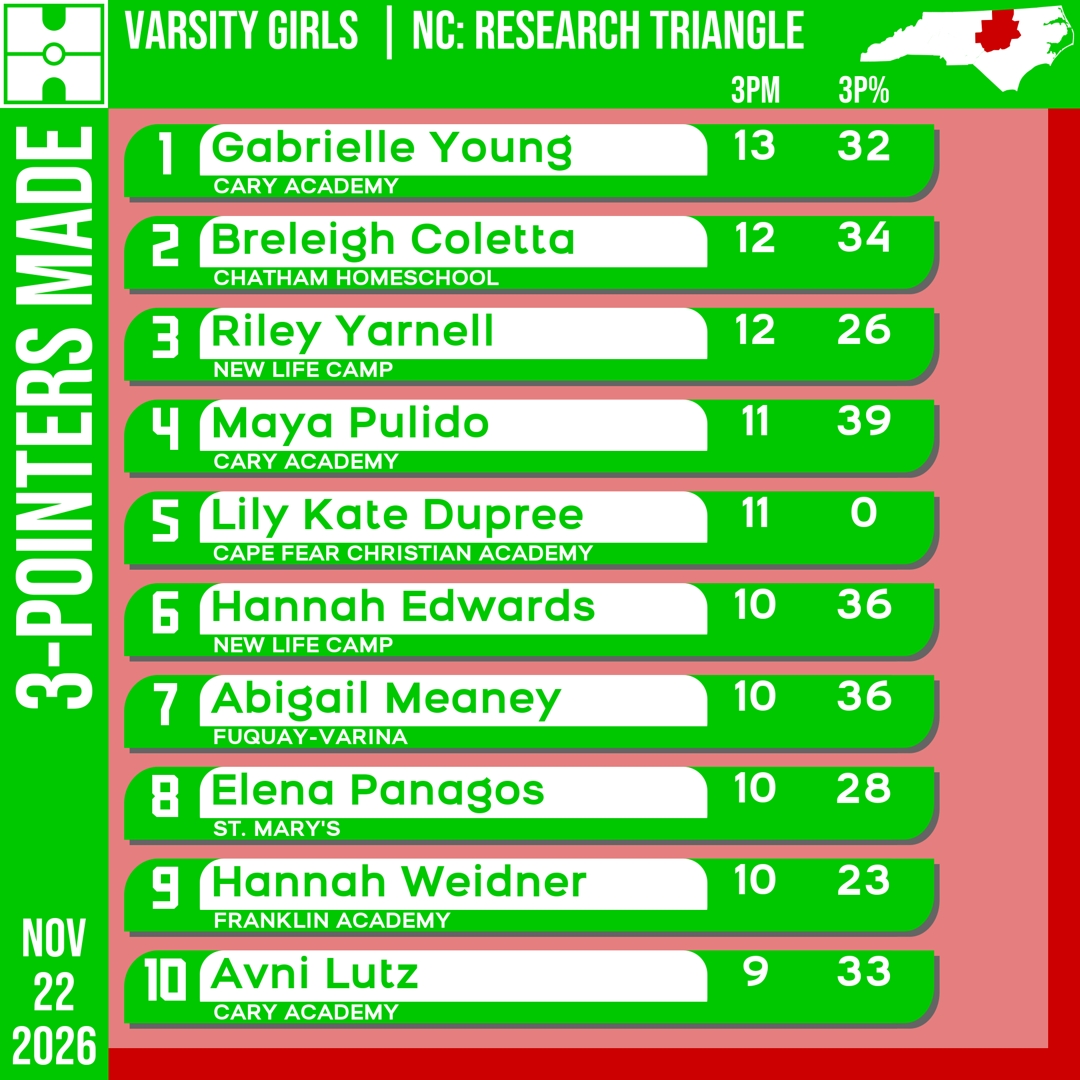 VARSITY GIRLS | NC: RESEARCH TRIANGLE
3PM 3P%
3-POINTERS MADE
1 Gabrielle Young 13 32
CARY ACADEMY
2 Breleigh Coletta 12 34
CHATHAM HOMESCHOOL
3 Riley Yarnell 12 26
NEW LIFE CAMP
4 Maya Pulido 11 39
CARY ACADEMY
5 Lily Kate Dupree 11 0
CAPE FEAR CHRISTIAN ACADEMY
6 Hannah Edwards 10 36
NEW LIFE CAMP
7 Abigail Meaney 10 36
FUQUAY-VARINA
8 Elena Panagos 10 28
ST. MARY'S
9 Hannah Weidner 10 23
FRANKLIN ACADEMY
10 Avni Lutz 9 33
CARY ACADEMY
NOV
22
2026